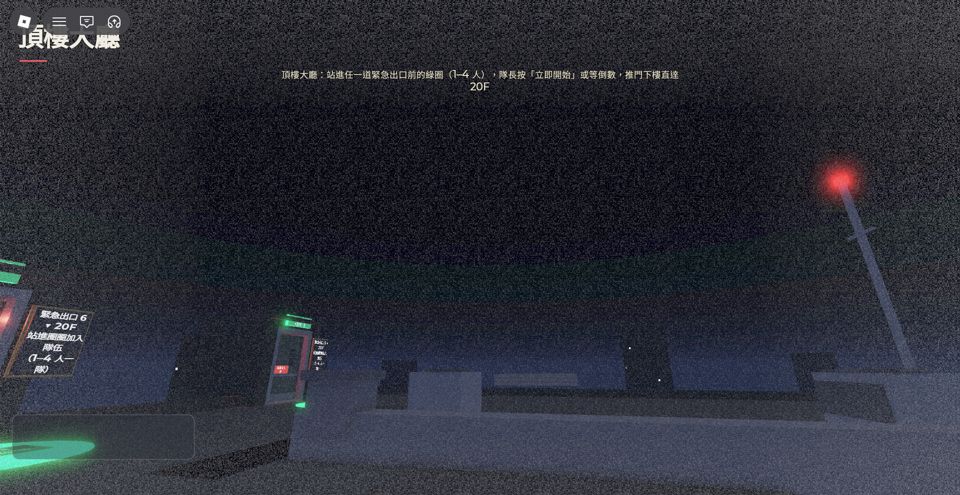 頂樓大廳
頂樓大廳：站進任一道緊急出口前的綠圈（1–4 人），隊長按「立即開始」或等倒數，推門下樓直達
20F
緊急出口 6
▼ 20F
站進圈圈加入
隊伍
（1–4 人一
隊）